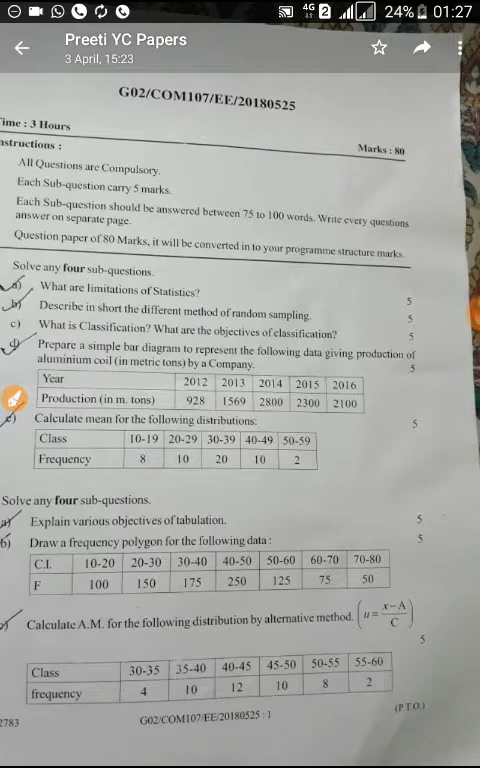 4G 2 24% 01:27
Preeti YC Papers
3 April, 15:23
G02/COM107/EE/20180525
ime : 3 Hours
Marks : 80
nstructions :
All Questions are Compulsory.
Each Sub-question carry 5 marks.
Each Sub-question should be answered between 75 to 100 words. Write every questions
answer on separate page.
Question paper of 80 Marks, it will be converted in to your programme structure marks.
Solve any four sub-questions.
a) What are limitations of Statistics? 5
b) Describe in short the different method of random sampling. 5
c) What is Classification? What are the objectives of classification? 5
d) Prepare a simple bar diagram to represent the following data giving production of
aluminium coil (in metric tons) by a Company. 5
Year 2012 2013 2014 2015 2016
Production (in m. tons) 928 1569 2800 2300 2100
e) Calculate mean for the following distributions: 5
Class 10-19 20-29 30-39 40-49 50-59
Frequency 8 10 20 10 2
Solve any four sub-questions.
a) Explain various objectives of tabulation. 5
b) Draw a frequency polygon for the following data : 5
C.I. 10-20 20-30 30-40 40-50 50-60 60-70 70-80
F 100 150 175 250 125 75 50
Calculate A.M. for the following distribution by alternative method. (u = x–A / C)
5
Class 30-35 35-40 40-45 45-50 50-55 55-60
frequency 4 10 12 10 8 2
2783 G02/COM107/EE/20180525 : 1 (P.T.O.)